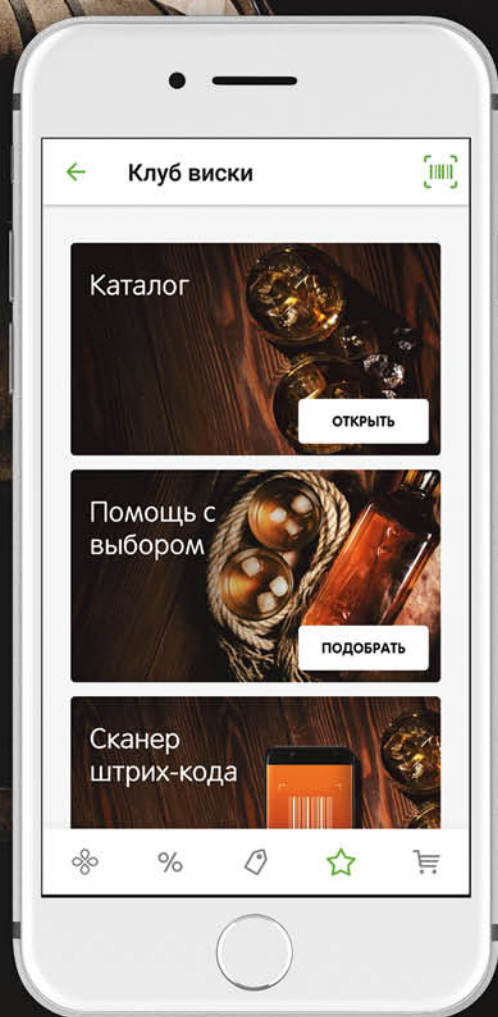 Клуб виски
Каталог
ОТКРЫТЬ
Помощь с
выбором
ПОДОБРАТЬ
Сканер
штрих-кода
%